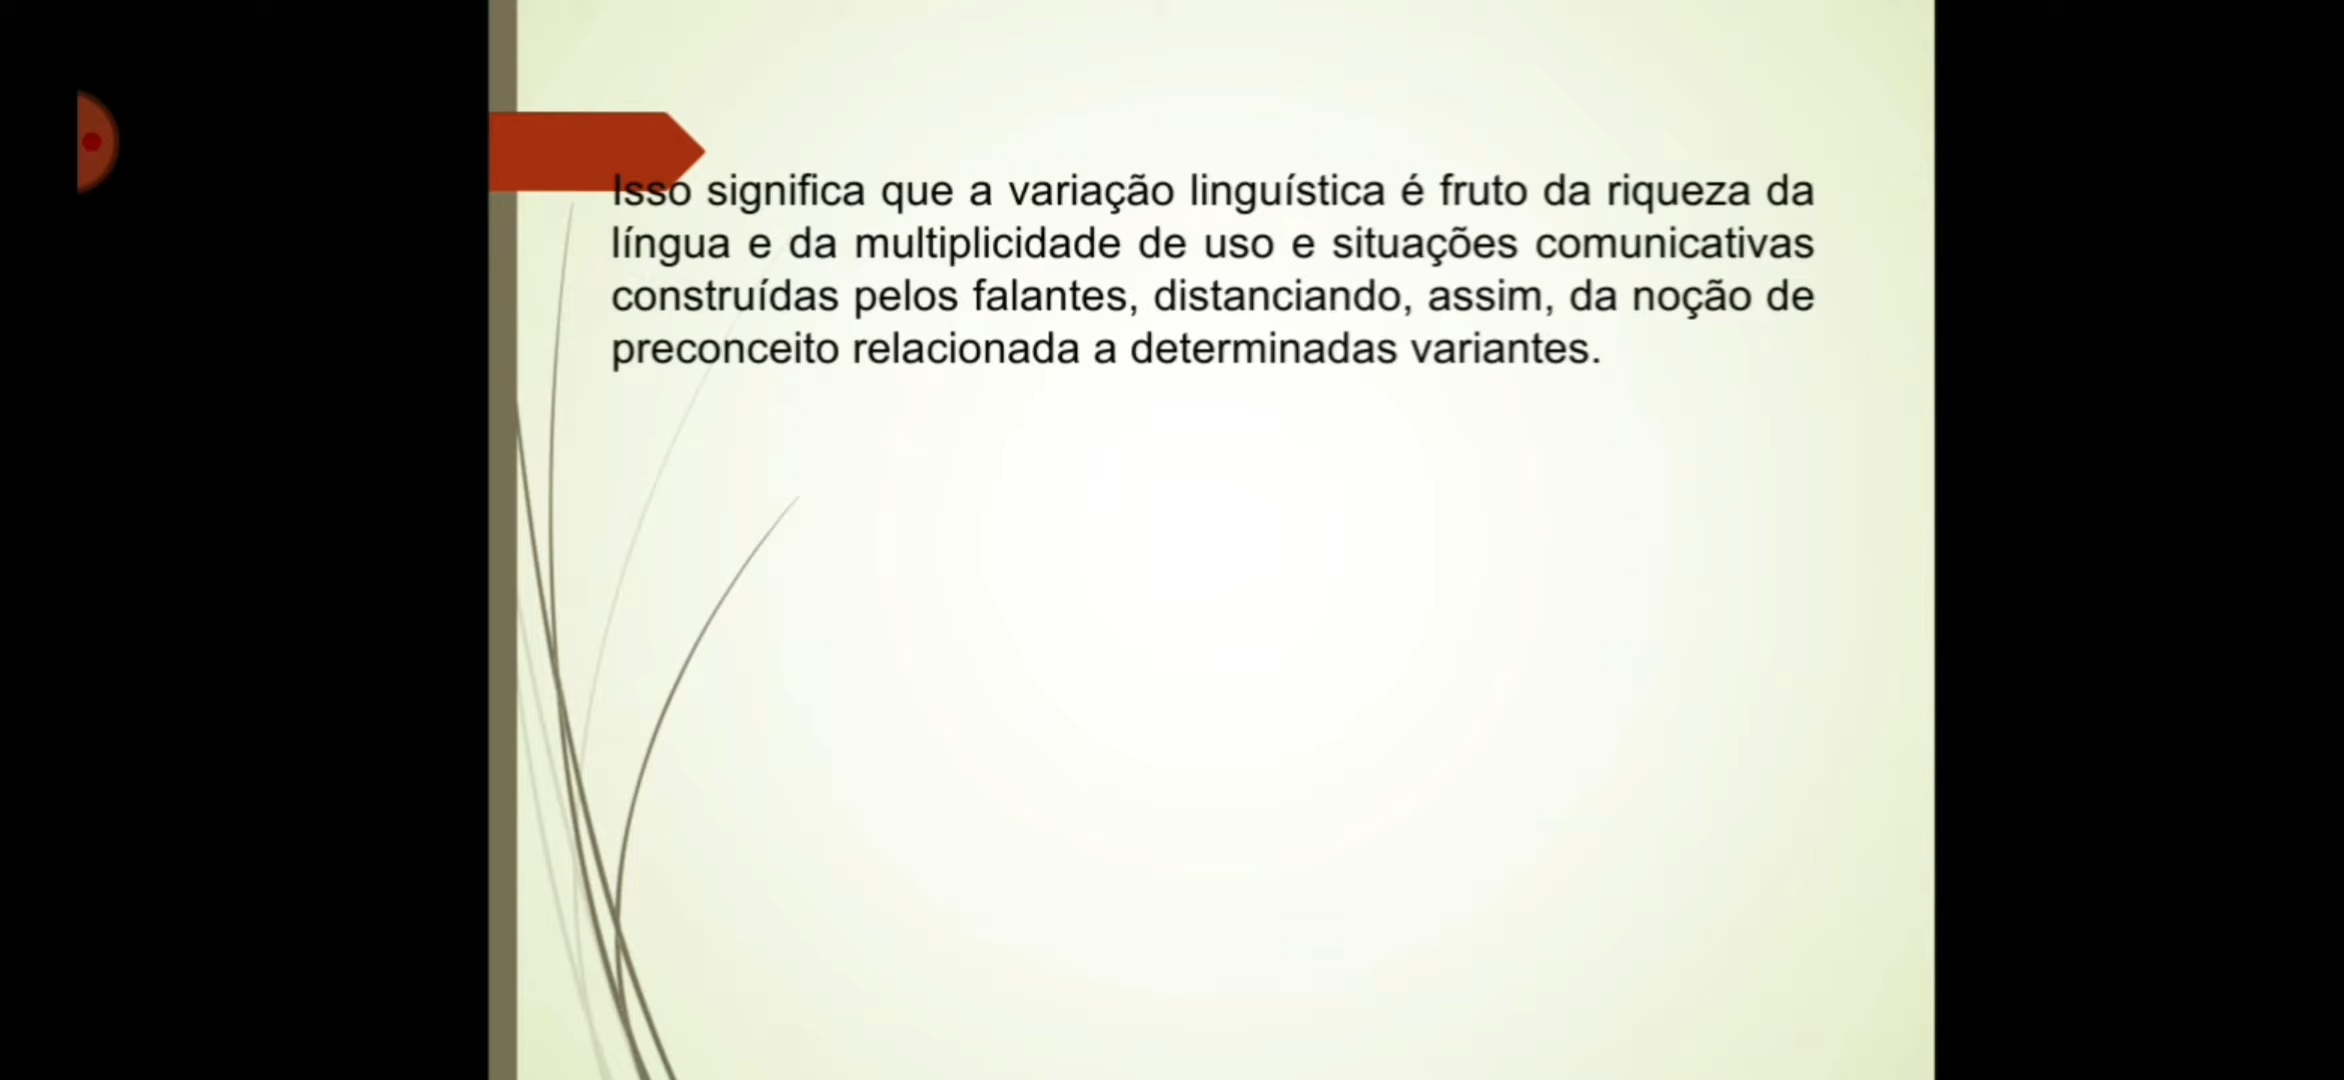 Isso significa que a variação linguística é fruto da riqueza da
língua e da multiplicidade de uso e situações comunicativas
construídas pelos falantes, distanciando, assim, da noção de
preconceito relacionada a determinadas variantes.